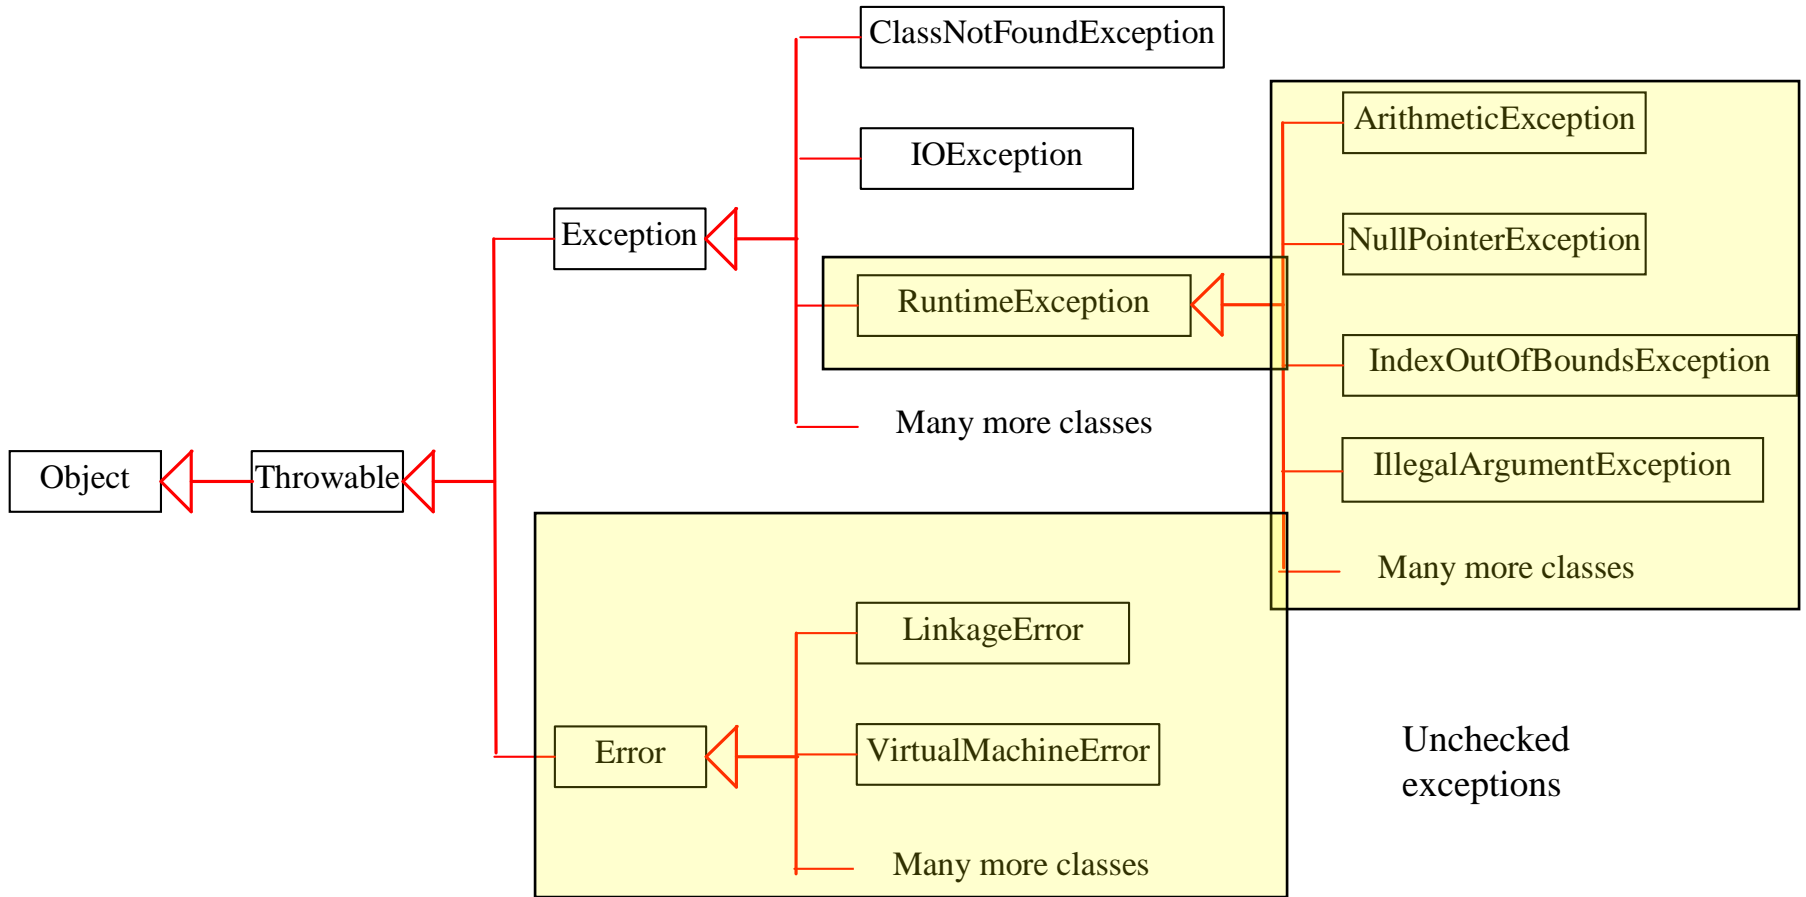 ClassNotFoundException
ArithmeticException
IOException
NullPointerException
Exception
RuntimeException
IndexOutOfBoundsException
Many more classes
Object
Throwable
IllegalArgumentException
Many more classes
LinkageError
Error
VirtualMachineError
Unchecked
exceptions
Many more classes